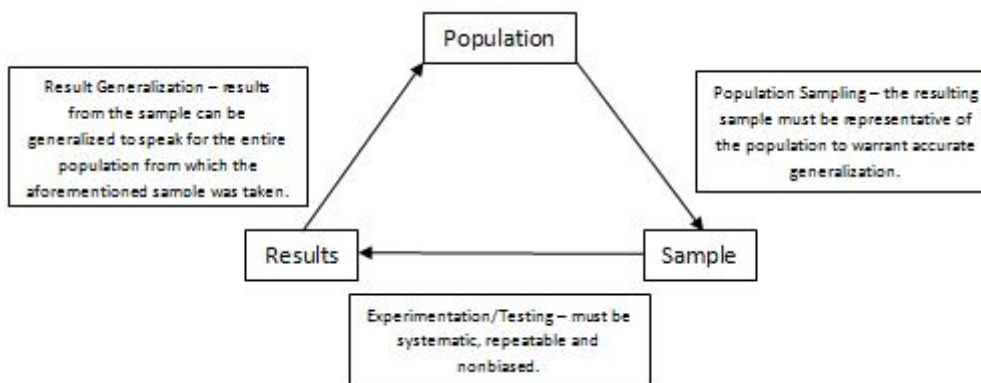 Population
Result Generalization – results
from the sample can be
generalized to speak for the entire
population from which the
aforementioned sample was taken.
Population Sampling – the resulting
sample must be representative of
the population to warrant accurate
generalization.
Results
Sample
Experimentation/Testing – must be
systematic, repeatable and
nonbiased.